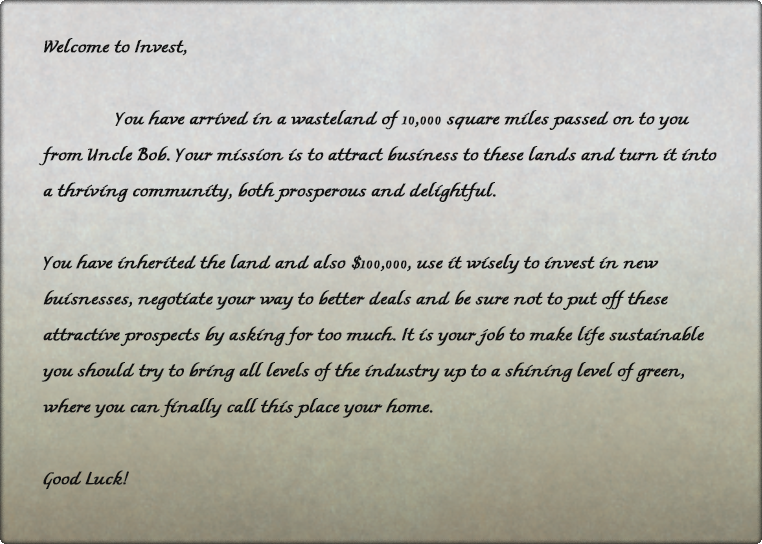 Welcome to Invest,
You have arrived in a wasteland of 10,000 square miles passed on to you
from Uncle Bob. Your mission is to attract business to these lands and turn it into
a thriving community, both prosperous and delightful.
You have inherited the land and also $100,000, use it wisely to invest in new
buisnesses, negotiate your way to better deals and be sure not to put off these
attractive prospects by asking for too much. It is your job to make life sustainable
you should try to bring all levels of the industry up to a shining level of green,
where you can finally call this place your home.
Good Luck!